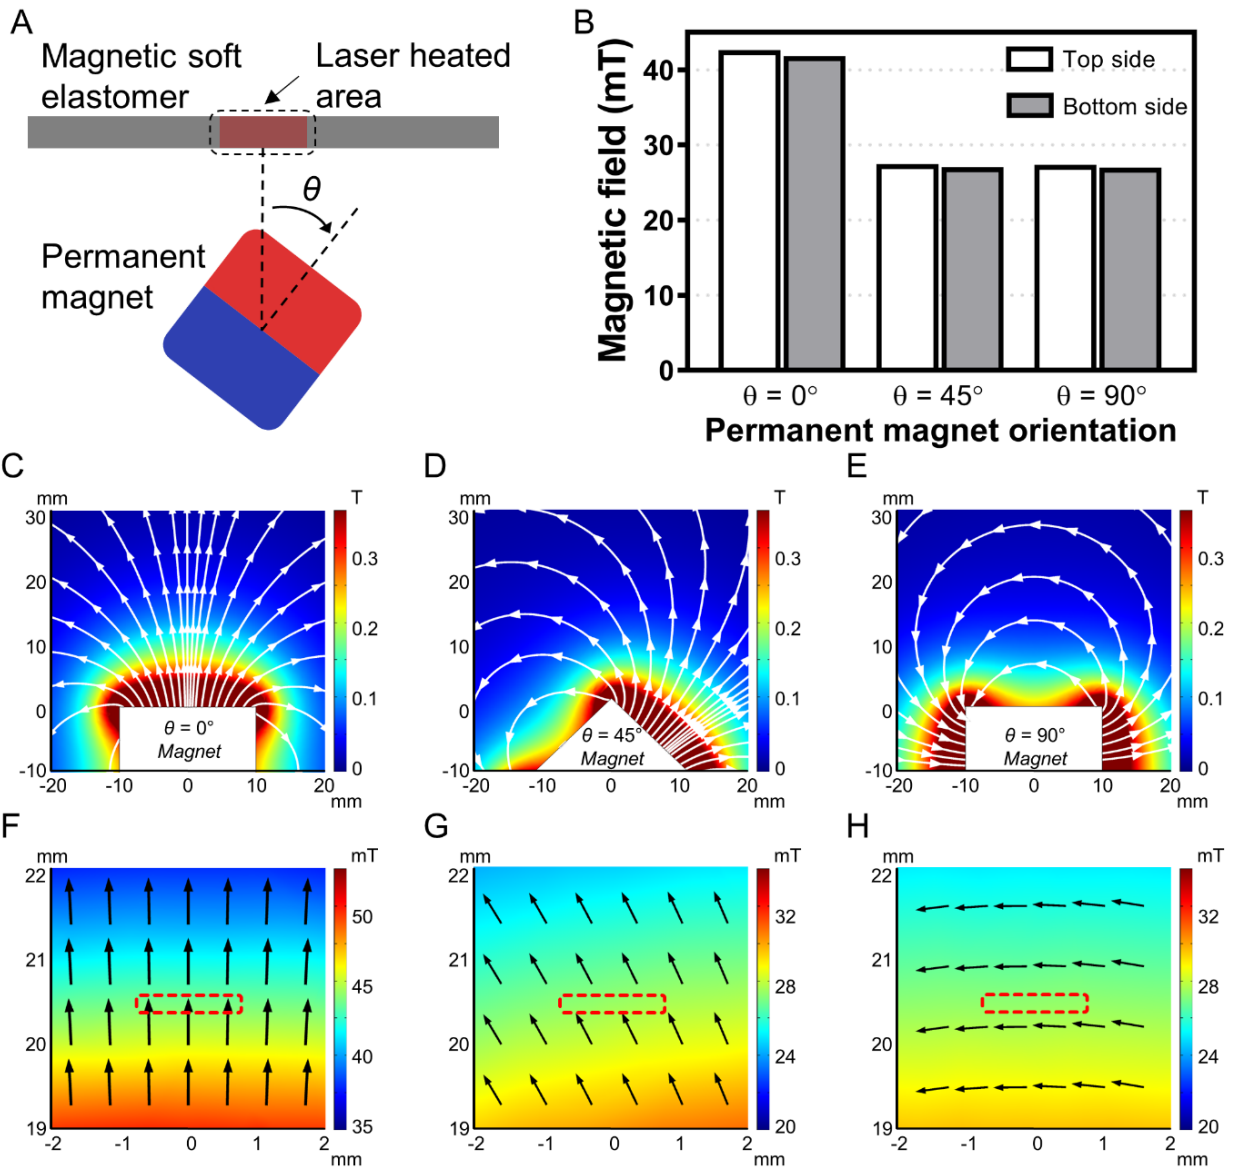 A
Magnetic soft
elastomer
Laser heated
area
θ
Permanent
magnet
B
Magnetic field (mT)
40
30
20
10
0
Top side
Bottom side
θ = 0°
θ = 45°
θ = 90°
Permanent magnet orientation
C
mm
T
30
20
10
0
-10
0.3
0.2
0.1
0
θ = 0°
Magnet
-20
-10
0
10
20
mm
D
mm
T
30
20
10
0
-10
0.3
0.2
0.1
0
θ = 45°
Magnet
-20
-10
0
10
20
mm
E
mm
T
30
20
10
0
-10
0.3
0.2
0.1
0
θ = 90°
Magnet
-20
-10
0
10
20
mm
F
mm
mT
22
21
20
19
50
45
40
35
-2
-1
0
1
2
mm
G
mm
mT
22
21
20
19
32
28
24
20
-2
-1
0
1
2
mm
H
mm
mT
22
21
20
19
32
28
24
20
-2
-1
0
1
2
mm